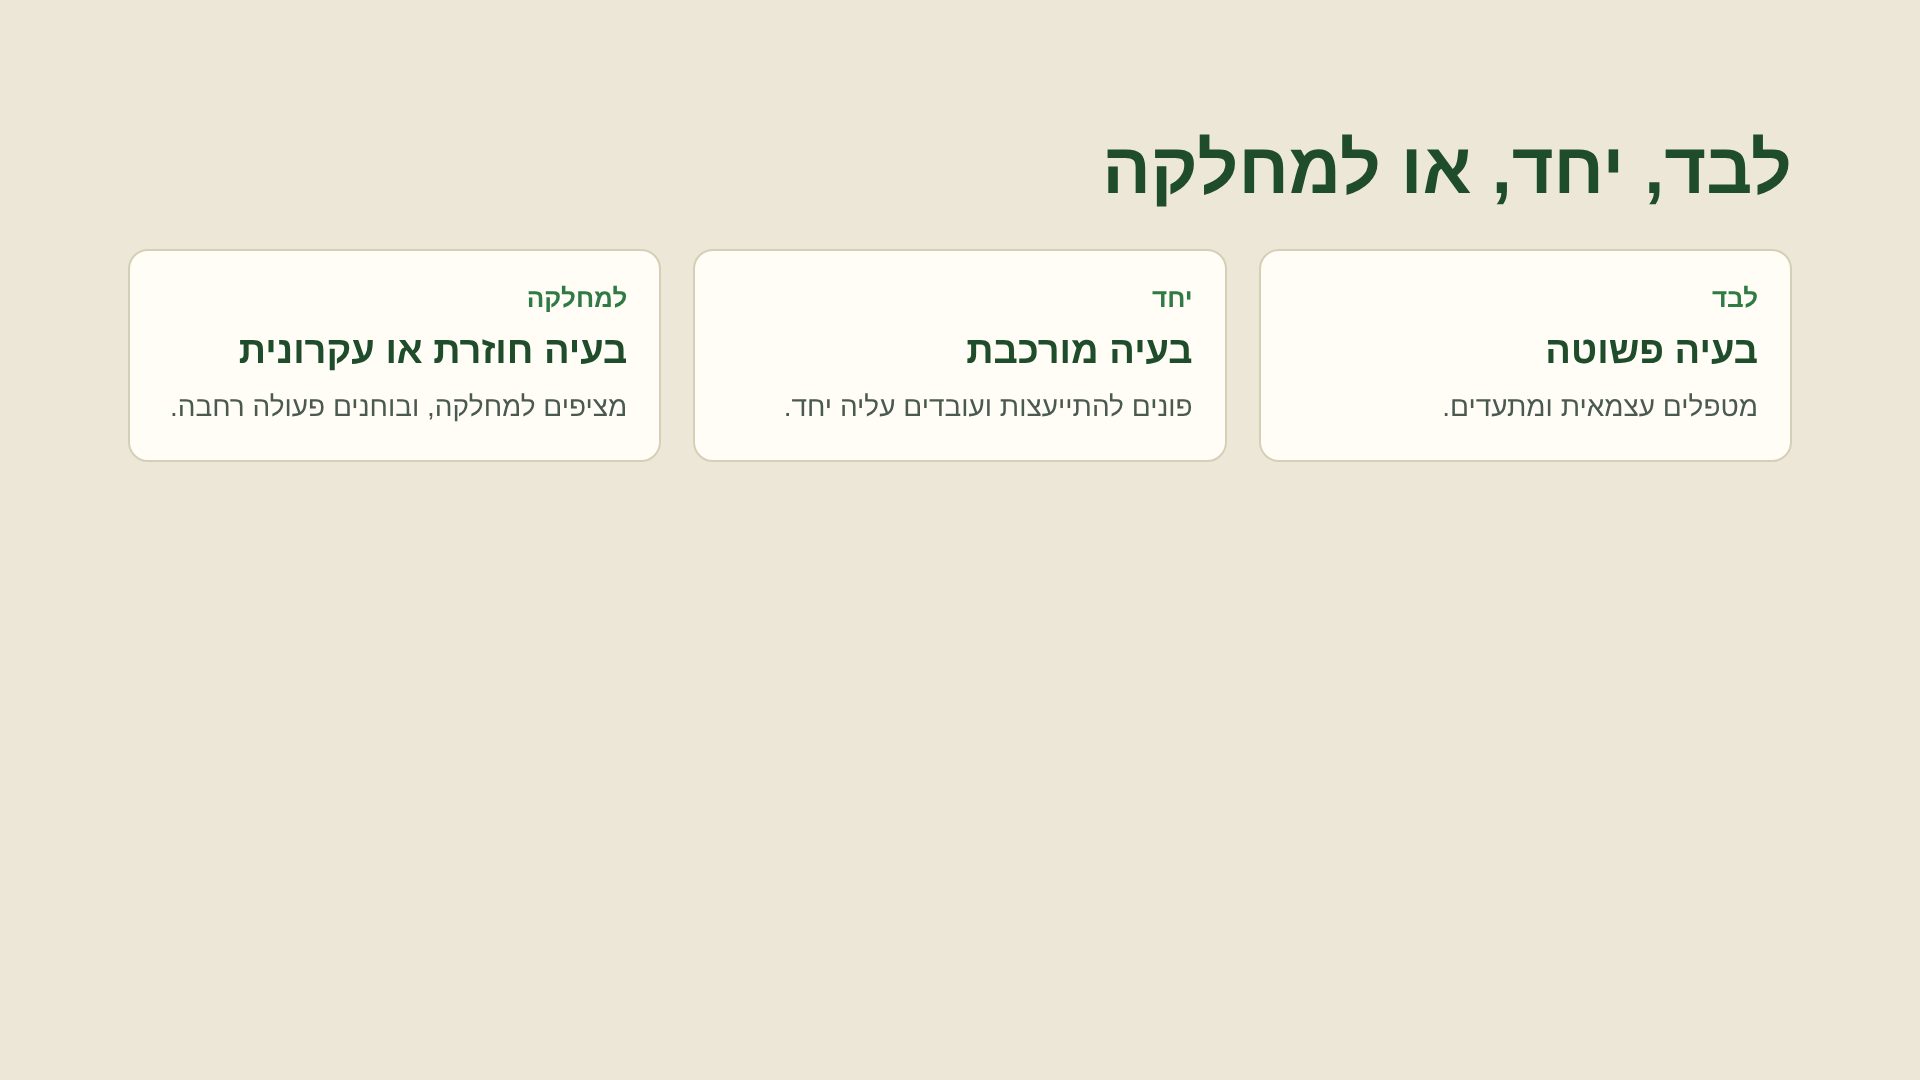 לבד, יחד, או למחלקה
לבד
בעיה פשוטה
מטפלים עצמאית ומתעדים.
יחד
בעיה מורכבת
פונים להתייעצות ועובדים עליה יחד.
למחלקה
בעיה חוזרת או עקרונית
מציפים למחלקה, ובוחנים פעולה רחבה.